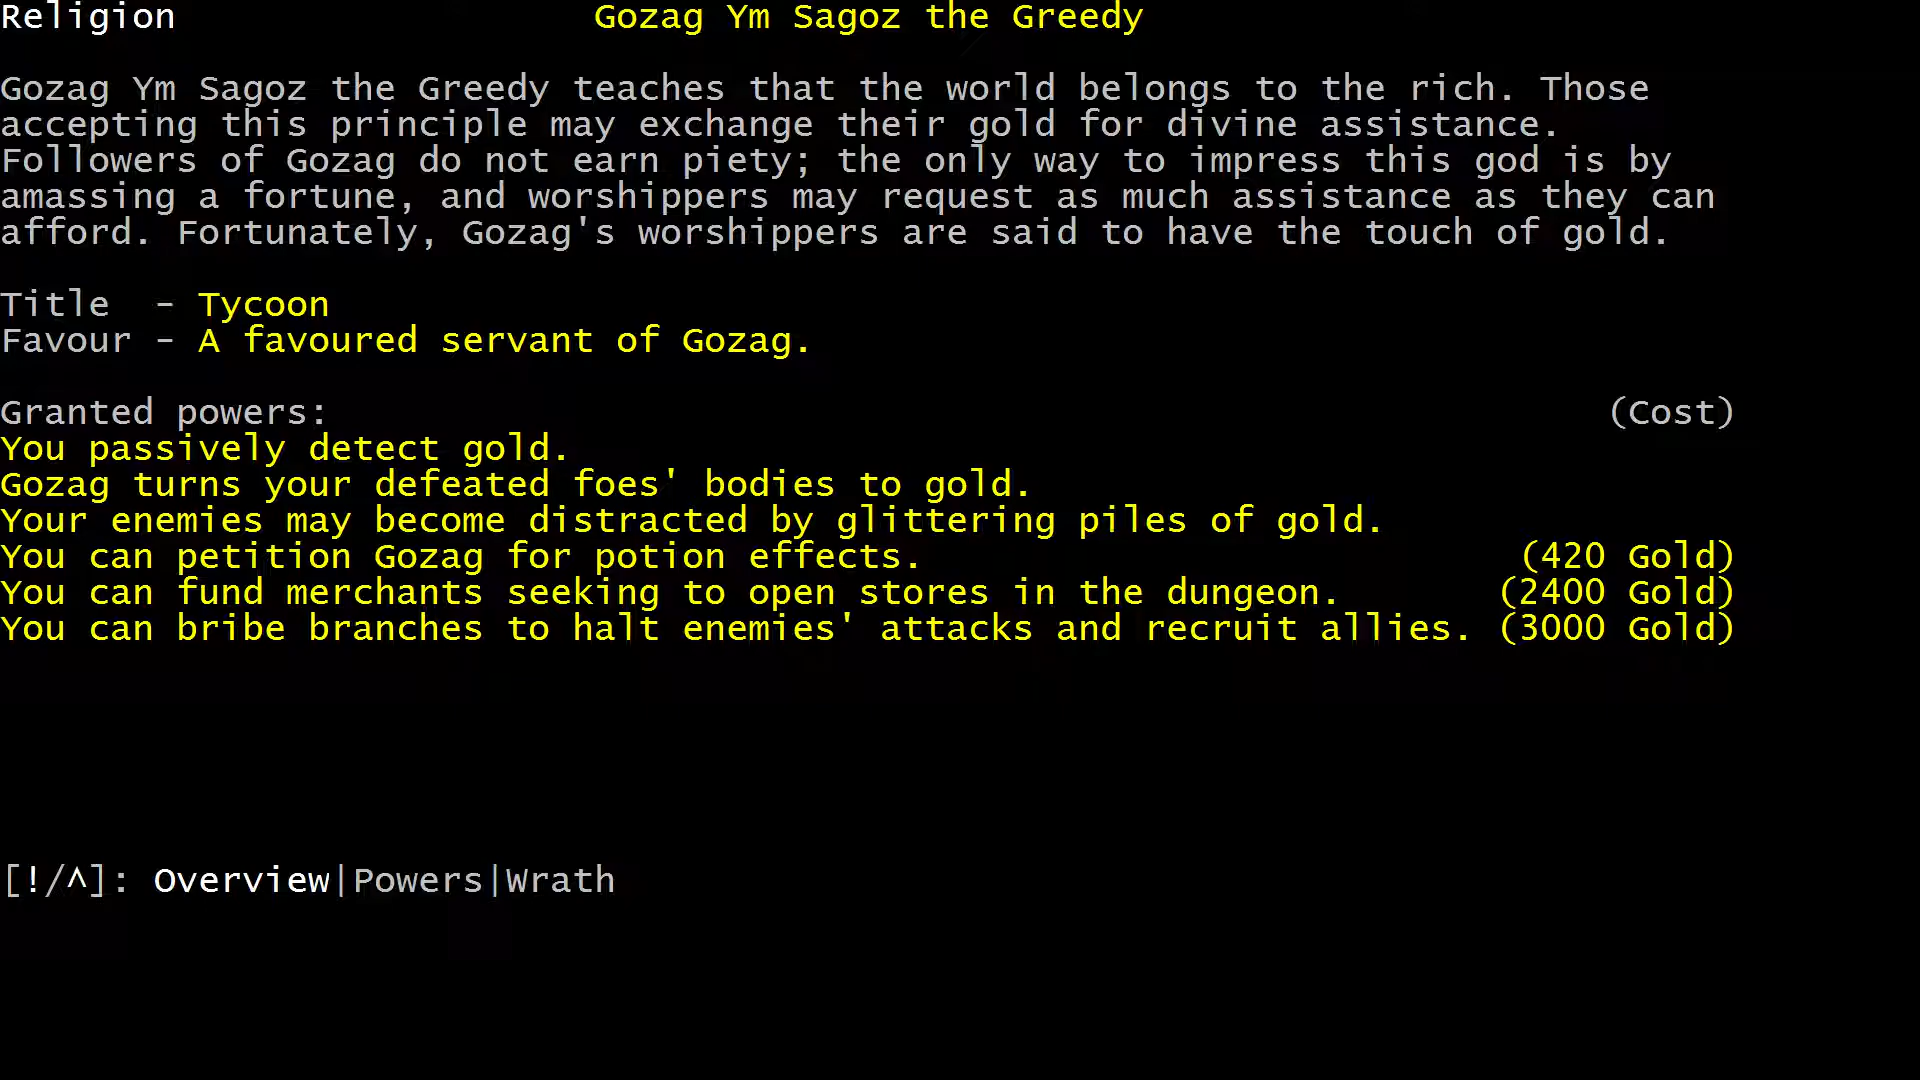 Religion Gozag Ym Sagoz the Greedy
Gozag Ym Sagoz the Greedy teaches that the world belongs to the rich. Those
accepting this principle may exchange their gold for divine assistance.
Followers of Gozag do not earn piety; the only way to impress this god is by
amassing a fortune, and worshippers may request as much assistance as they can
afford. Fortunately, Gozag's worshippers are said to have the touch of gold.
Title - Tycoon
Favour - A favoured servant of Gozag.
Granted powers: (Cost)
You passively detect gold.
Gozag turns your defeated foes' bodies to gold.
Your enemies may become distracted by glittering piles of gold.
You can petition Gozag for potion effects. (420 Gold)
You can fund merchants seeking to open stores in the dungeon. (2400 Gold)
You can bribe branches to halt enemies' attacks and recruit allies. (3000 Gold)
[!/^]: Overview|Powers|Wrath